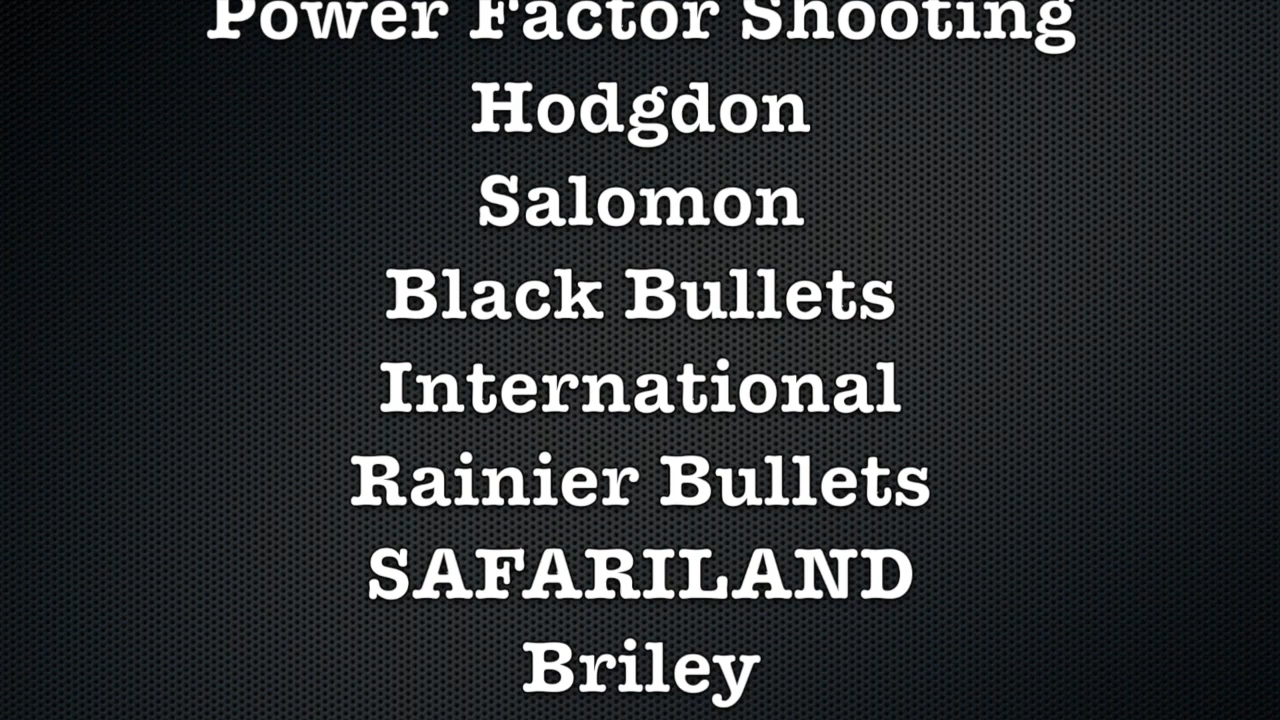 Power Factor Shooting
Hodgdon
Salomon
Black Bullets
International
Rainier Bullets
SAFARILAND
Briley